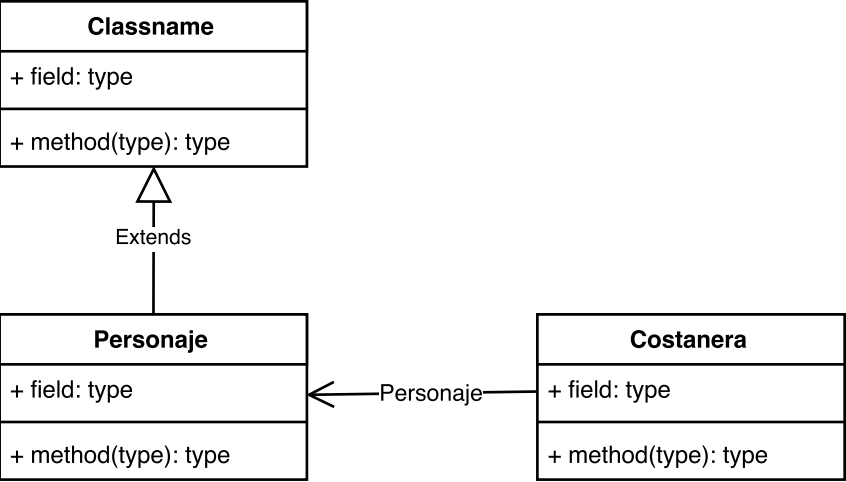 Classname
+ field: type
+ method(type): type
Extends
Personaje
+ field: type
+ method(type): type
Personaje
Costanera
+ field: type
+ method(type): type